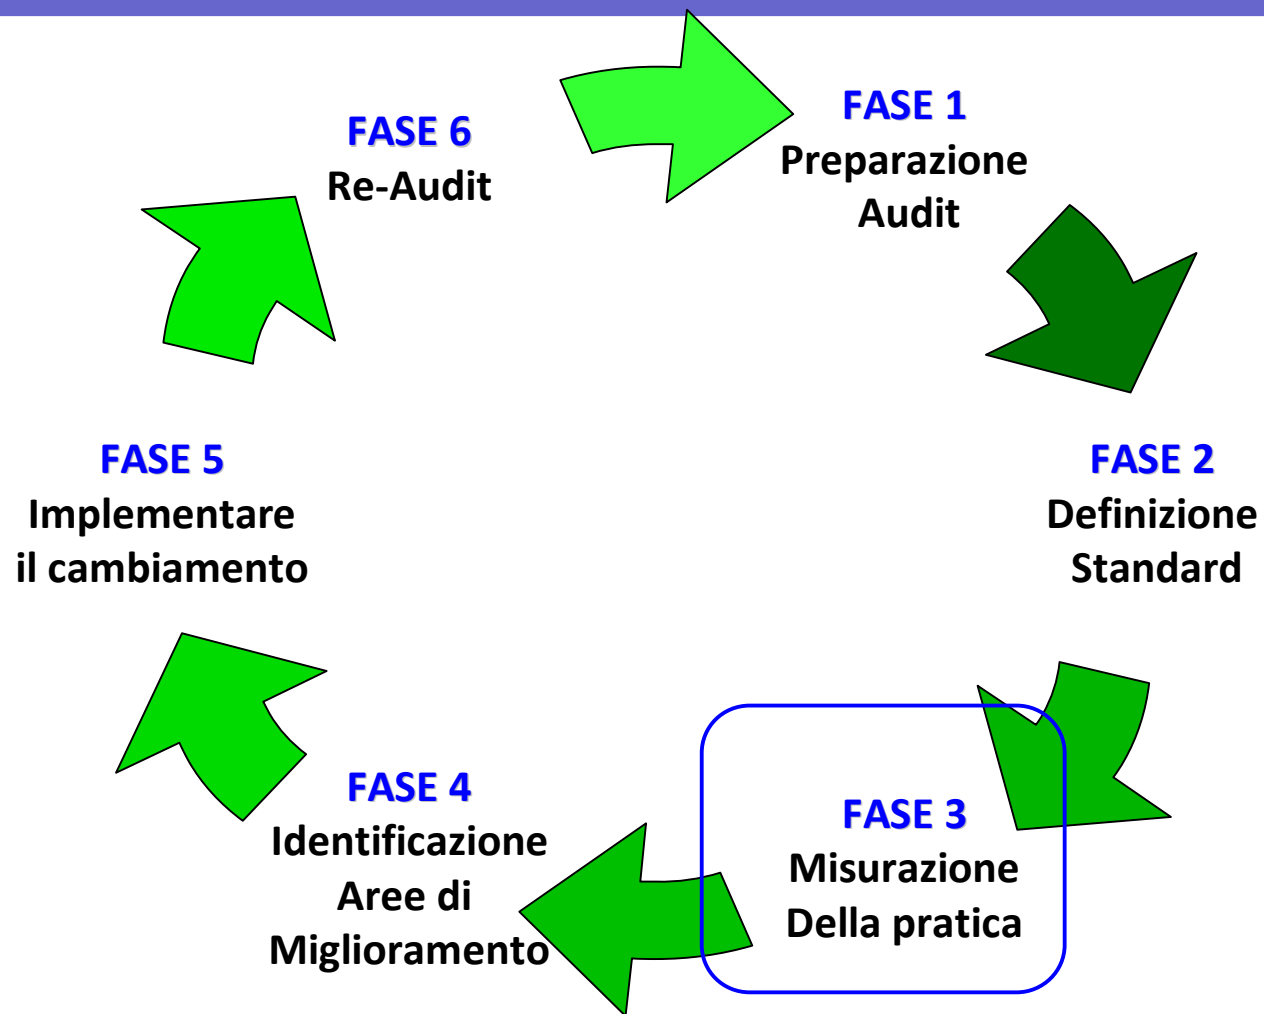 FASE 1
Preparazione
Audit
FASE 2
Definizione
Standard
FASE 3
Misurazione
Della pratica
FASE 4
Identificazione
Aree di
Miglioramento
FASE 5
Implementare
il cambiamento
FASE 6
Re-Audit